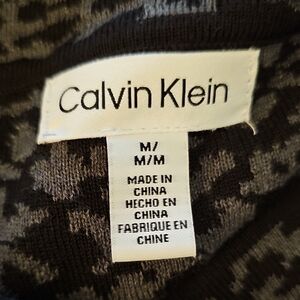 Calvin Klein
M/
M/M
MADE IN
CHINA
HECHO EN
CHINA
FABRIQUE EN
CHINE